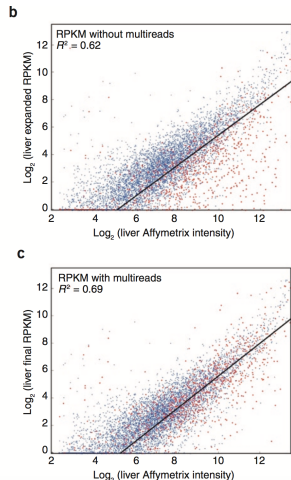 b
RPKM without multireads
R² = 0.62
12
10
8
6
4
2
0
Log₂ (liver expanded RPKM)
2 4 6 8 10 12
Log₂ (liver Affymetrix intensity)
c
RPKM with multireads
R² = 0.69
12
10
8
6
4
2
0
Log₂ (liver final RPKM)
2 4 6 8 10 12
Log₂ (liver Affymetrix intensity)